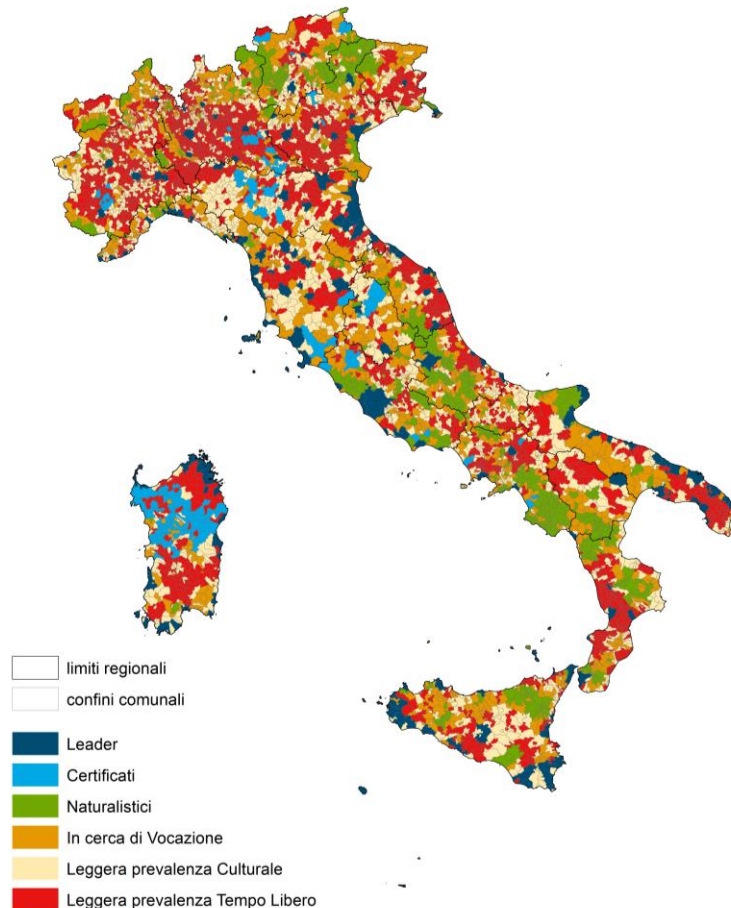 limiti regionali
confini comunali
Leader
Certificati
Naturalistici
In cerca di Vocazione
Leggera prevalenza Culturale
Leggera prevalenza Tempo Libero